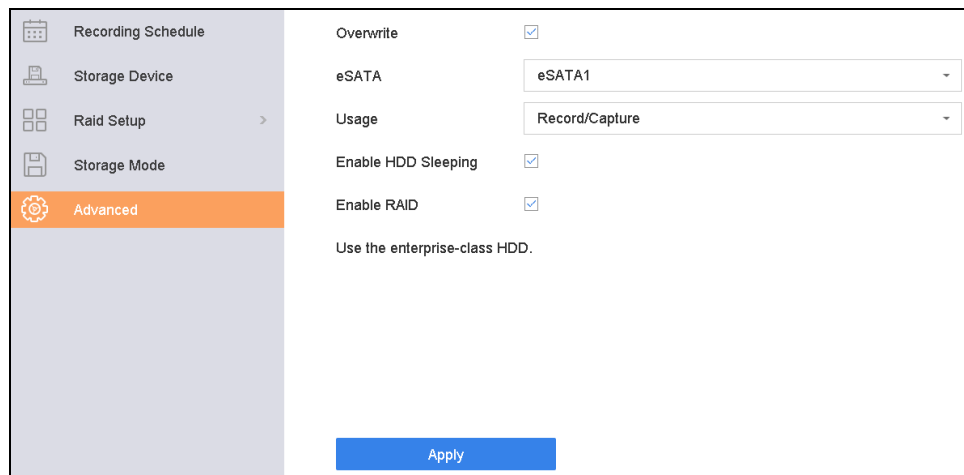 Recording Schedule
Storage Device
Raid Setup
Storage Mode
Advanced
Overwrite
eSATA eSATA1
Usage Record/Capture
Enable HDD Sleeping
Enable RAID
Use the enterprise-class HDD.
Apply